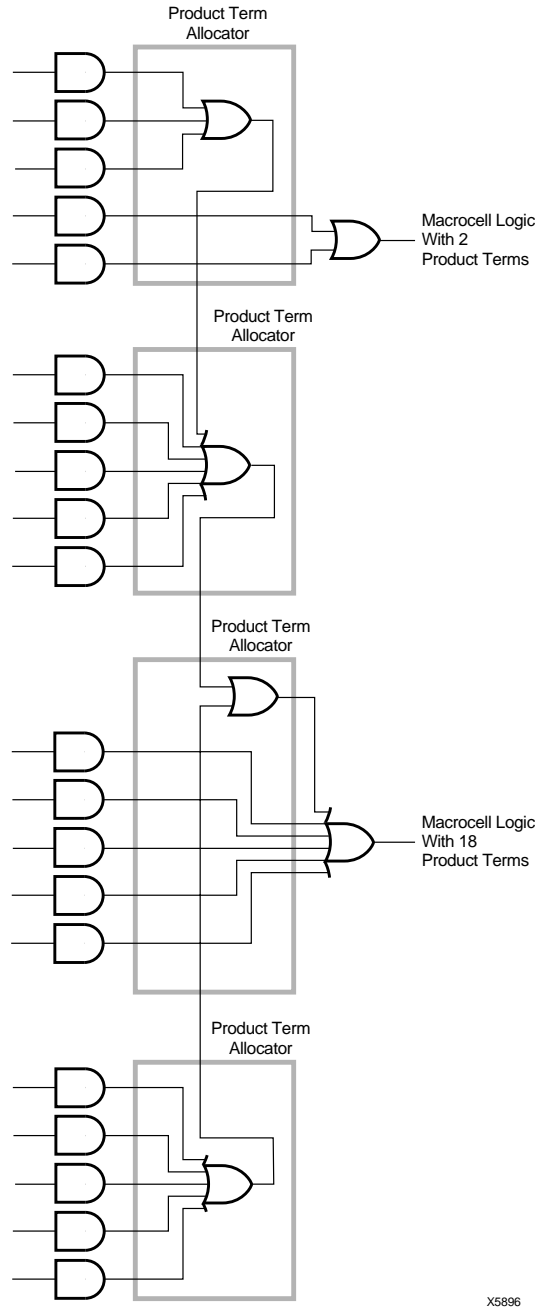 Product Term
Allocator
Macrocell Logic
With 2
Product Terms
Product Term
Allocator
Product Term
Allocator
Macrocell Logic
With 18
Product Terms
Product Term
Allocator
X5896